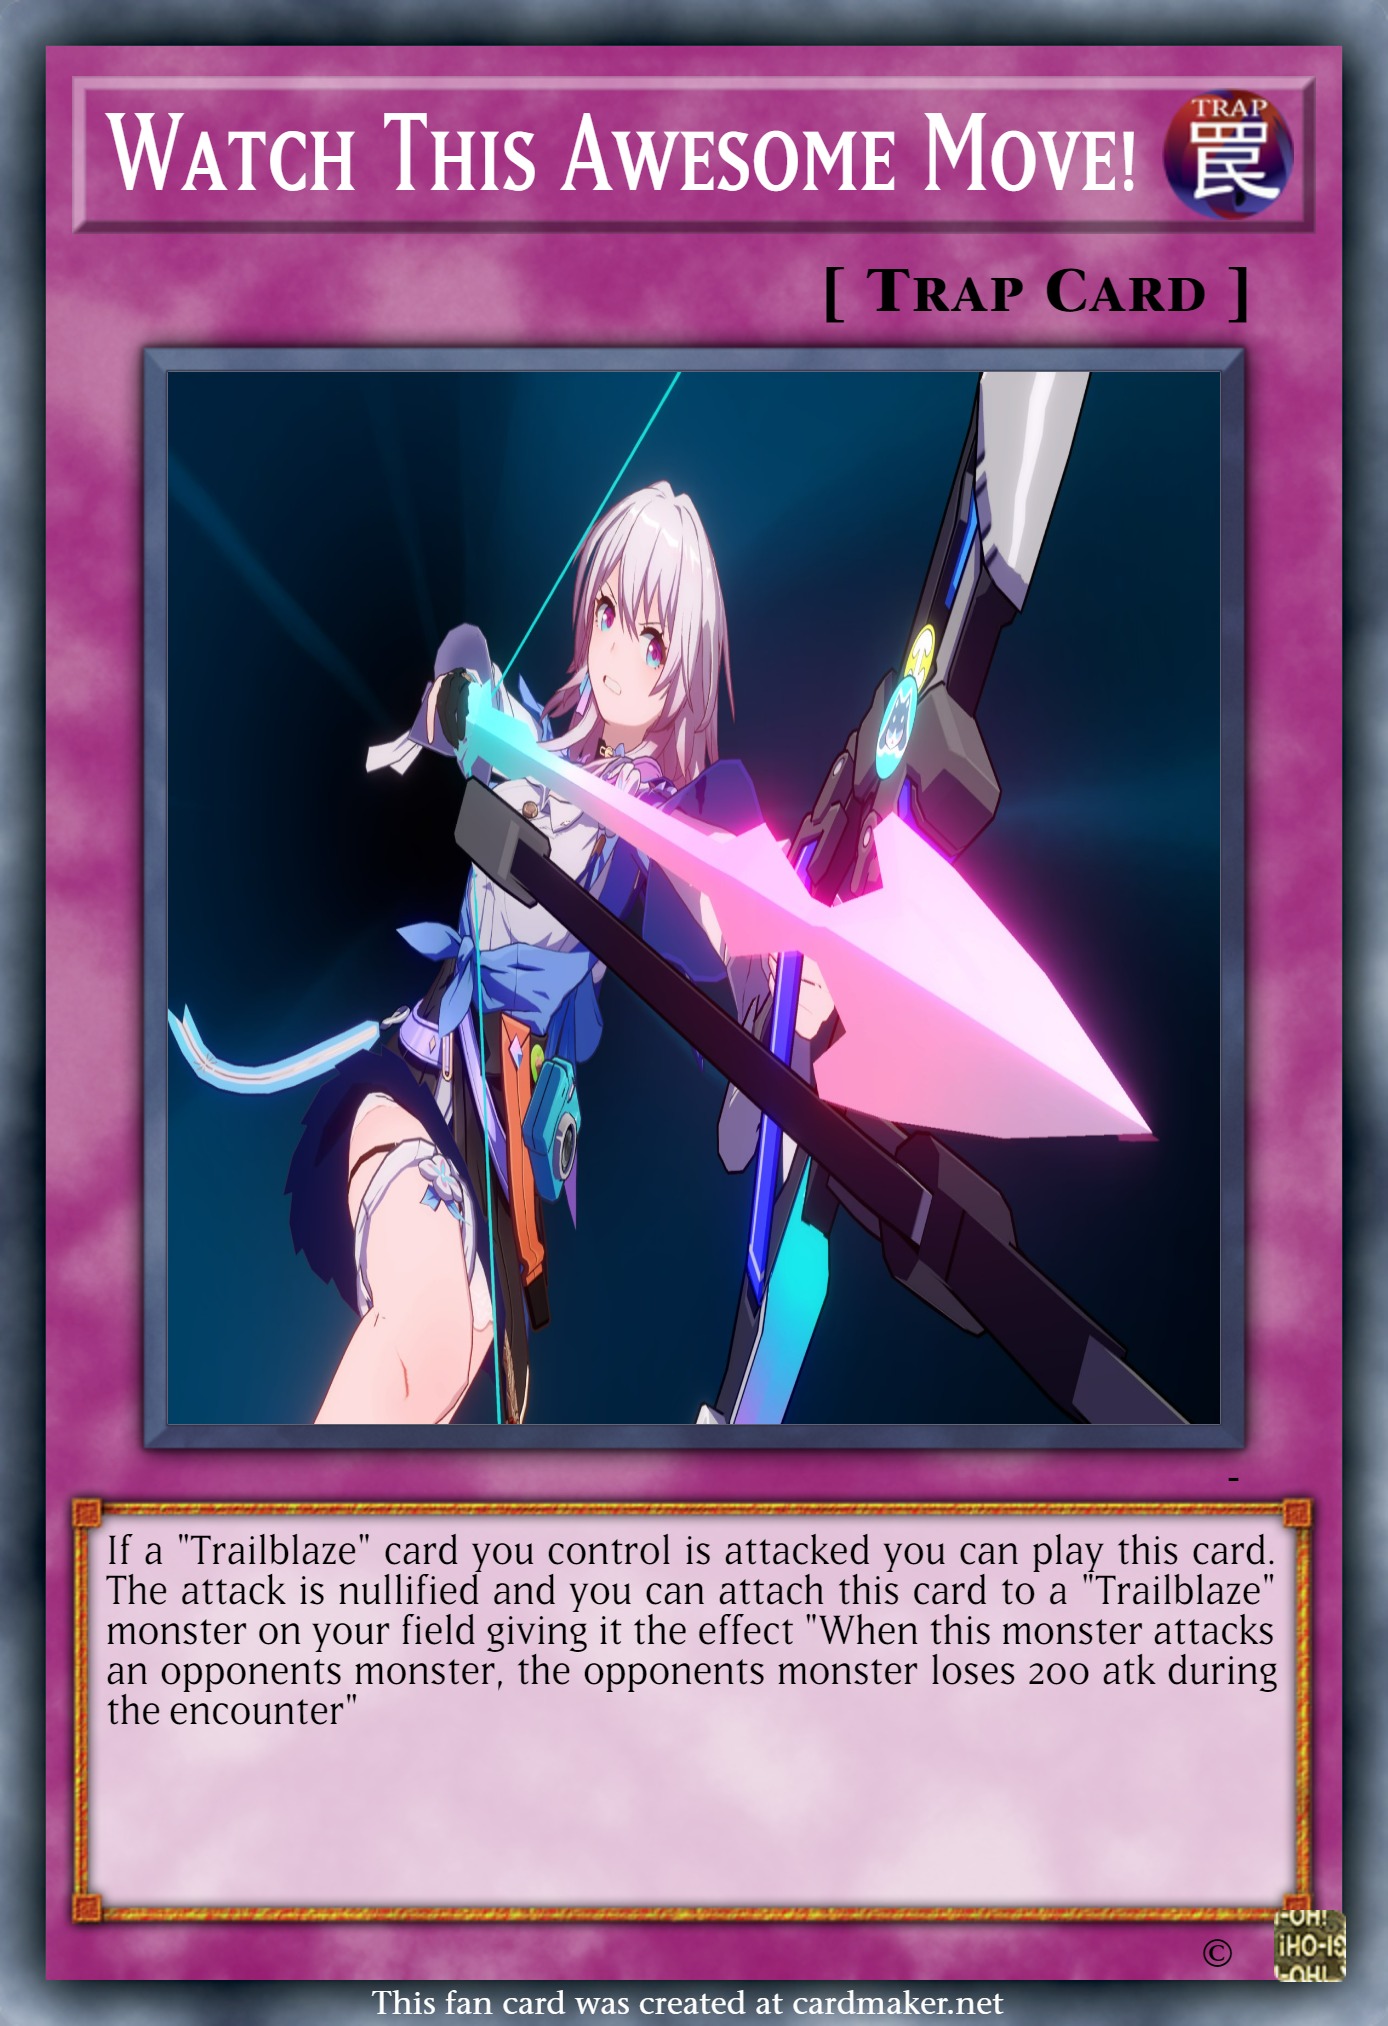 WATCH THIS AWESOME MOVE!
TRAP
罠
[ TRAP CARD ]
-
If a "Trailblaze" card you control is attacked you can play this card.
The attack is nullified and you can attach this card to a "Trailblaze"
monster on your field giving it the effect "When this monster attacks
an opponents monster, the opponents monster loses 200 atk during
the encounter"
©
This fan card was created at cardmaker.net